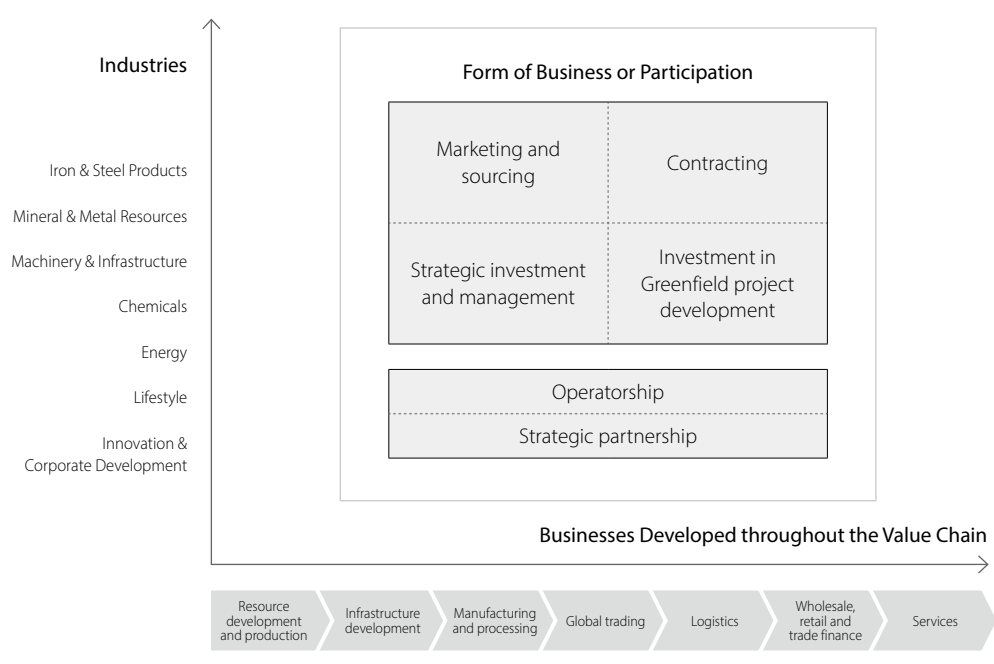 Industries
Iron & Steel Products
Mineral & Metal Resources
Machinery & Infrastructure
Chemicals
Energy
Lifestyle
Innovation &
Corporate Development
Form of Business or Participation
Marketing and
sourcing
Contracting
Strategic investment
and management
Investment in
Greenfield project
development
Operatorship
Strategic partnership
Businesses Developed throughout the Value Chain
Resource
development
and production
Infrastructure
development
Manufacturing
and processing
Global trading
Logistics
Wholesale,
retail and
trade finance
Services